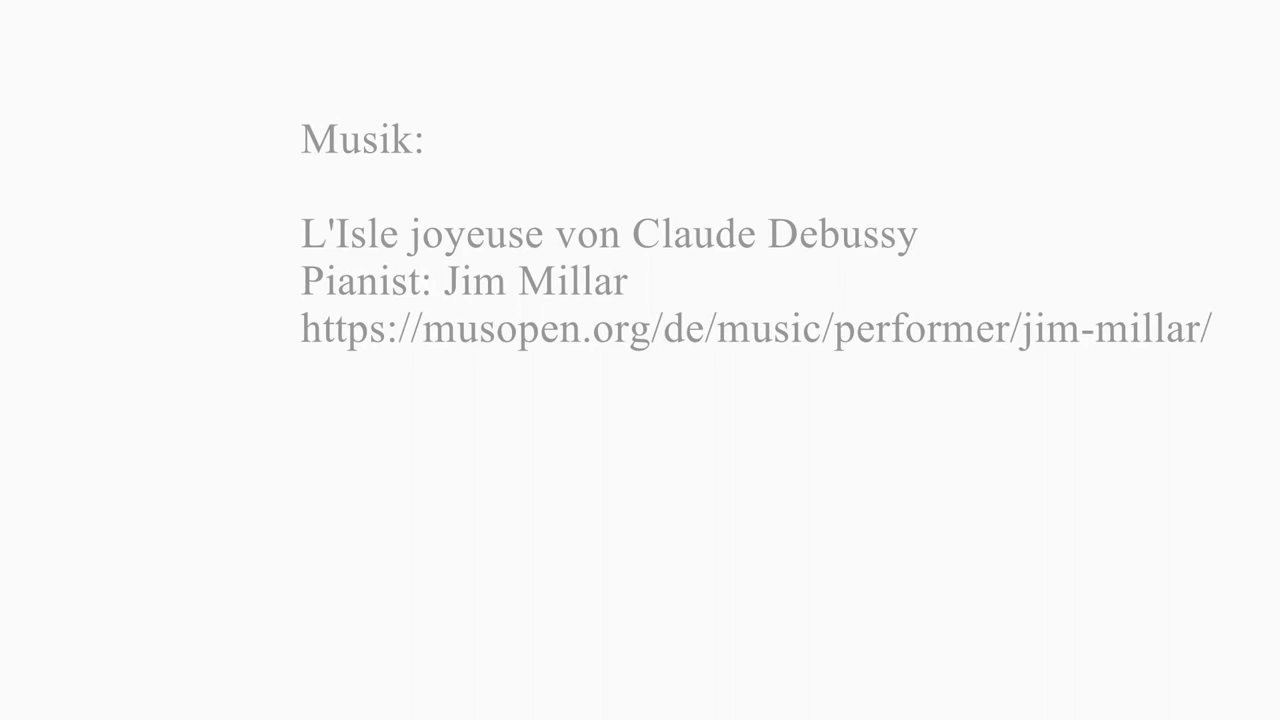 Musik:
L'Isle joyeuse von Claude Debussy
Pianist: Jim Millar
https://musopen.org/de/music/performer/jim-millar/